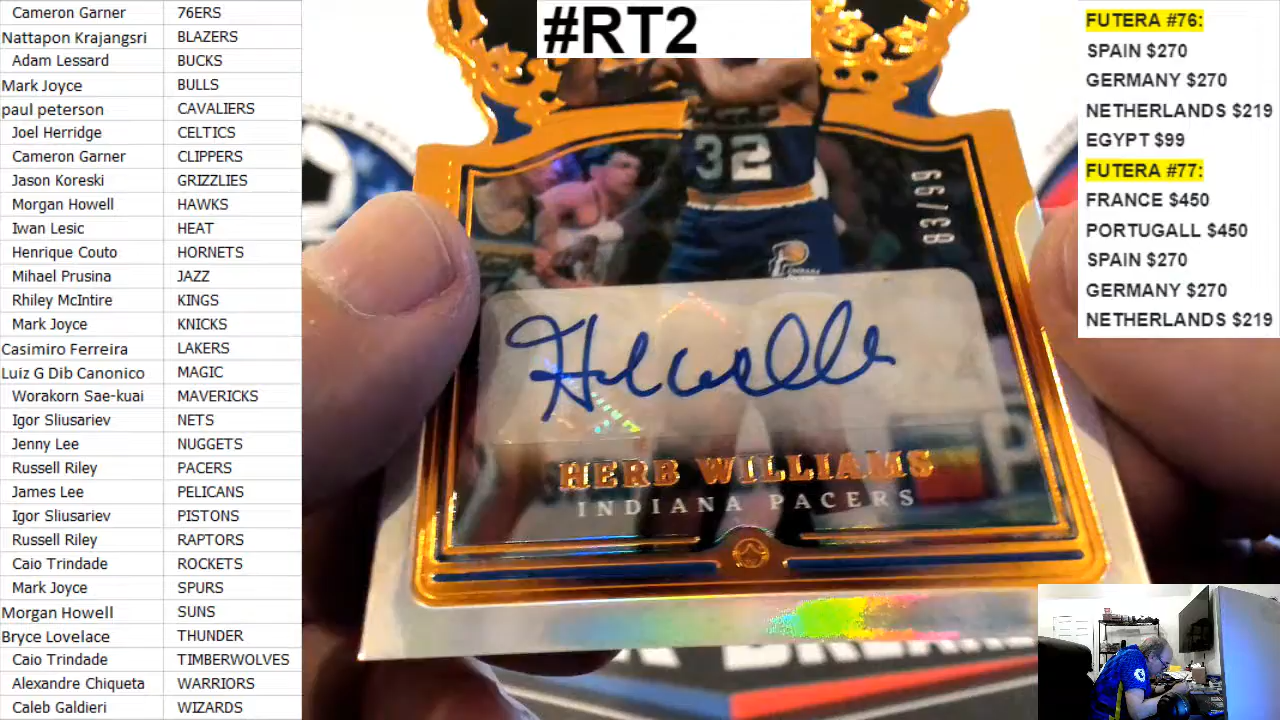 #RT2
Cameron Garner 76ERS
Nattapon Krajangsri BLAZERS
Adam Lessard BUCKS
Mark Joyce BULLS
paul peterson CAVALIERS
Joel Herridge CELTICS
Cameron Garner CLIPPERS
Jason Koreski GRIZZLIES
Morgan Howell HAWKS
Iwan Lesic HEAT
Henrique Couto HORNETS
Mihael Prusina JAZZ
Rhiley McIntire KINGS
Mark Joyce KNICKS
Casimiro Ferreira LAKERS
Luiz G Dib Canonico MAGIC
Worakorn Sae-kuai MAVERICKS
Igor Sliusariev NETS
Jenny Lee NUGGETS
Russell Riley PACERS
James Lee PELICANS
Igor Sliusariev PISTONS
Russell Riley RAPTORS
Caio Trindade ROCKETS
Mark Joyce SPURS
Morgan Howell SUNS
Bryce Lovelace THUNDER
Caio Trindade TIMBERWOLVES
Alexandre Chiqueta WARRIORS
Caleb Galdieri WIZARDS
32
83/99
HERB WILLIAMS
INDIANA PACERS
FUTERA #76:
SPAIN $270
GERMANY $270
NETHERLANDS $219
EGYPT $99
FUTERA #77:
FRANCE $450
PORTUGALL $450
SPAIN $270
GERMANY $270
NETHERLANDS $219